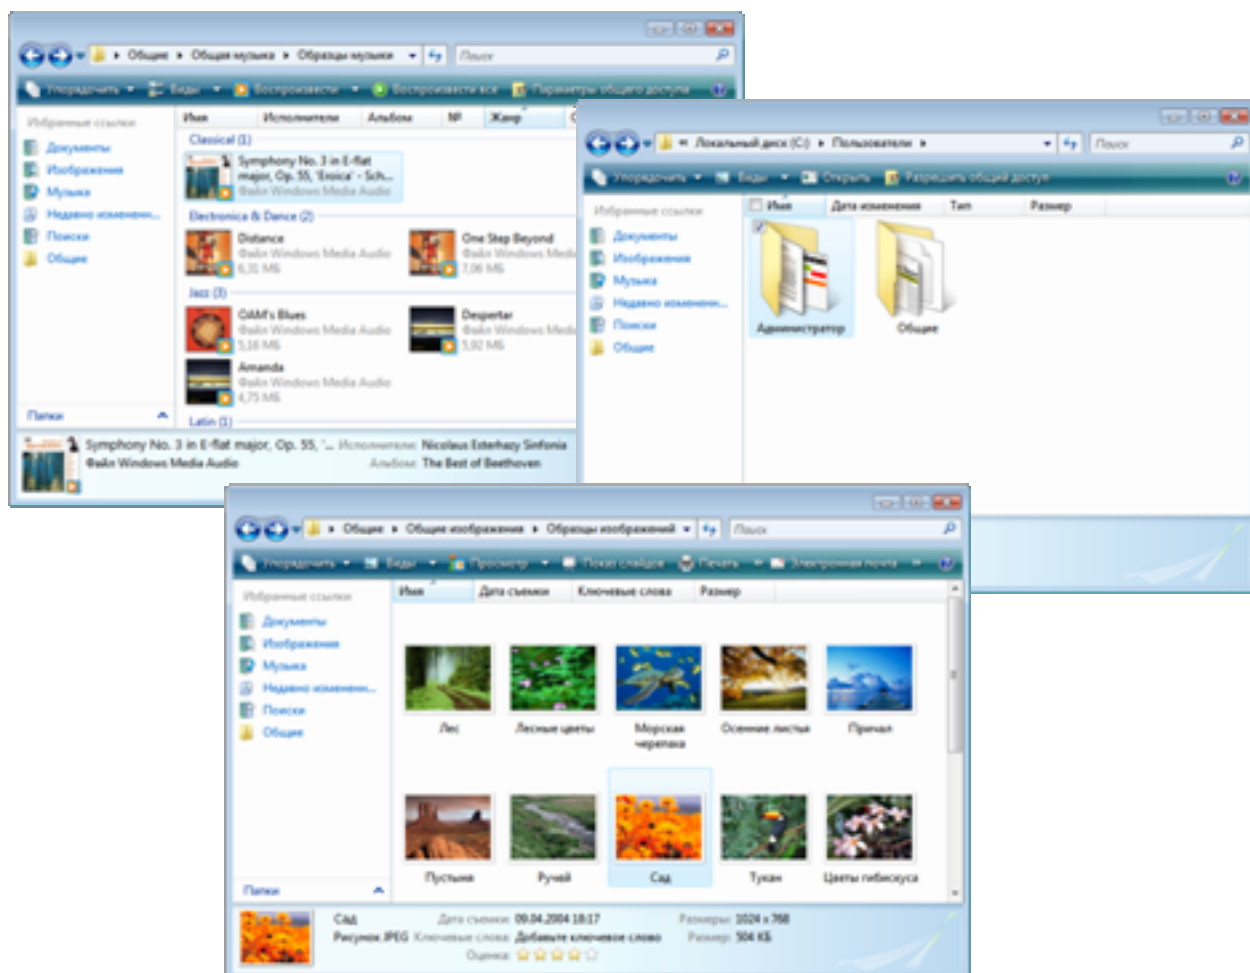 Общие ▸ Общая музыка ▸ Образцы музыки
Поиск
Упорядочить Виды Воспроизвести Воспроизвести все Параметры общего доступа
Избранные ссылки
Документы
Изображения
Музыка
Недавно изменени...
Поиски
Общие
Папки
Имя Исполнители Альбом № Жанр
Classical (1)
Symphony No. 3 in E-flat
major, Op. 55, 'Eroica' - Sch...
Файл Windows Media Audio
Electronica & Dance (2)
Distance
Файл Windows Media Audio
6,31 МБ
One Step Beyond
Файл Windows Media
7,06 МБ
Jazz (3)
OAM's Blues
Файл Windows Media Audio
5,16 МБ
Despertar
Файл Windows Media
5,92 МБ
Amanda
Файл Windows Media Audio
4,75 МБ
Latin (1)
Symphony No. 3 in E-flat major, Op. 55, '... Исполнители: Nicolaus Esterhazy Sinfonia
Файл Windows Media Audio Альбом: The Best of Beethoven
« Локальный диск (C:) ▸ Пользователи ▸
Поиск
Упорядочить Виды Открыть Разрешить общий доступ
Избранные ссылки
Документы
Изображения
Музыка
Недавно изменени...
Поиски
Общие
Имя Дата изменения Тип Размер
Администратор
Общие
Общие ▸ Общие изображения ▸ Образцы изображений
Поиск
Упорядочить Виды Просмотр Показ слайдов Печать » Электронная почта »
Избранные ссылки
Документы
Изображения
Музыка
Недавно изменени...
Поиски
Общие
Папки
Имя Дата съемки Ключевые слова Размер
Лес
Лесные цветы
Морская
черепаха
Осенние листья
Причал
Пустыня
Ручей
Сад
Тукан
Цветы гибискуса
Сад Дата съемки: 09.04.2004 18:17 Размеры: 1024 x 768
Рисунок JPEG Ключевые слова: Добавьте ключевое слово Размер: 504 КБ
Оценка: